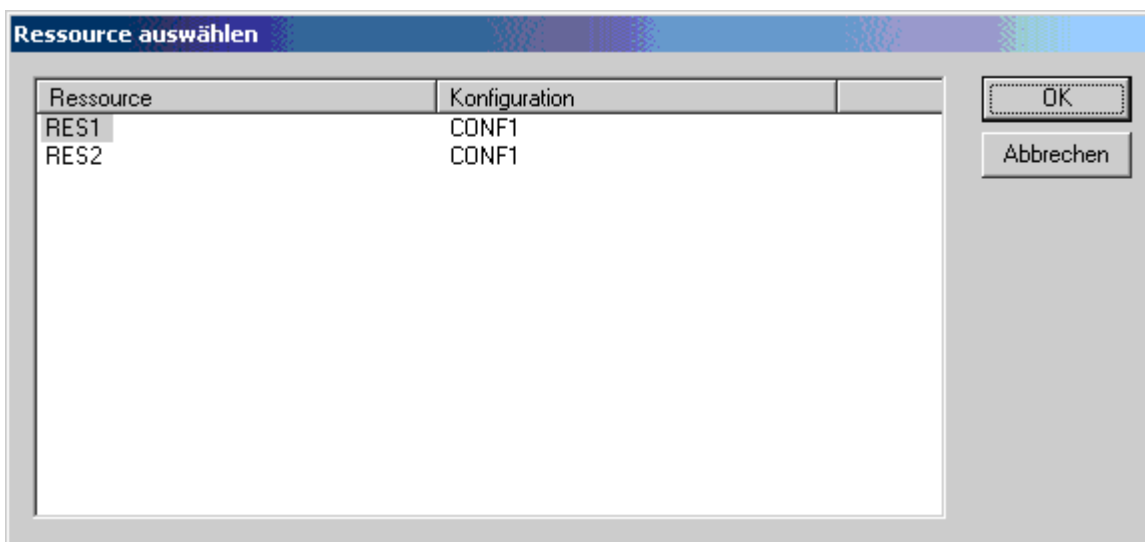 Ressource auswählen
Ressource Konfiguration OK
RES1 CONF1
RES2 CONF1
Abbrechen